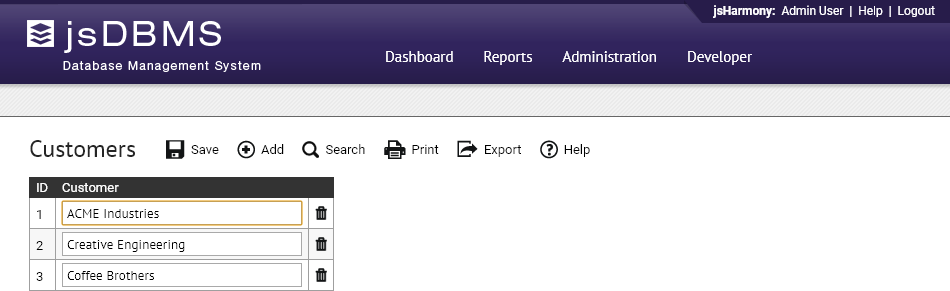 jsHarmony: Admin User | Help | Logout
jsDBMS
Database Management System
Dashboard Reports Administration Developer
Customers Save Add Search Print Export Help
ID Customer
1 ACME Industries
2 Creative Engineering
3 Coffee Brothers